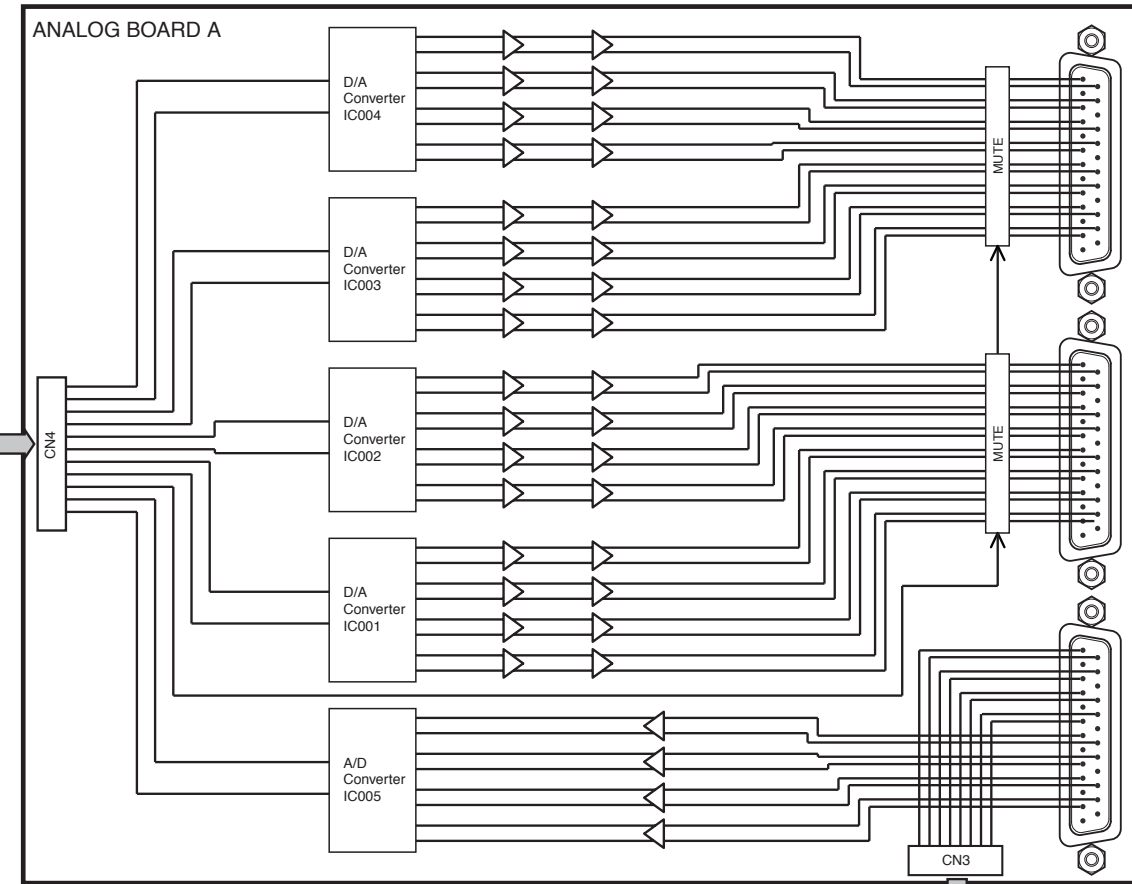 ANALOG BOARD A
D/A
Converter
IC004
MUTE
D/A
Converter
IC003
CN4
D/A
Converter
IC002
MUTE
D/A
Converter
IC001
A/D
Converter
IC005
CN3